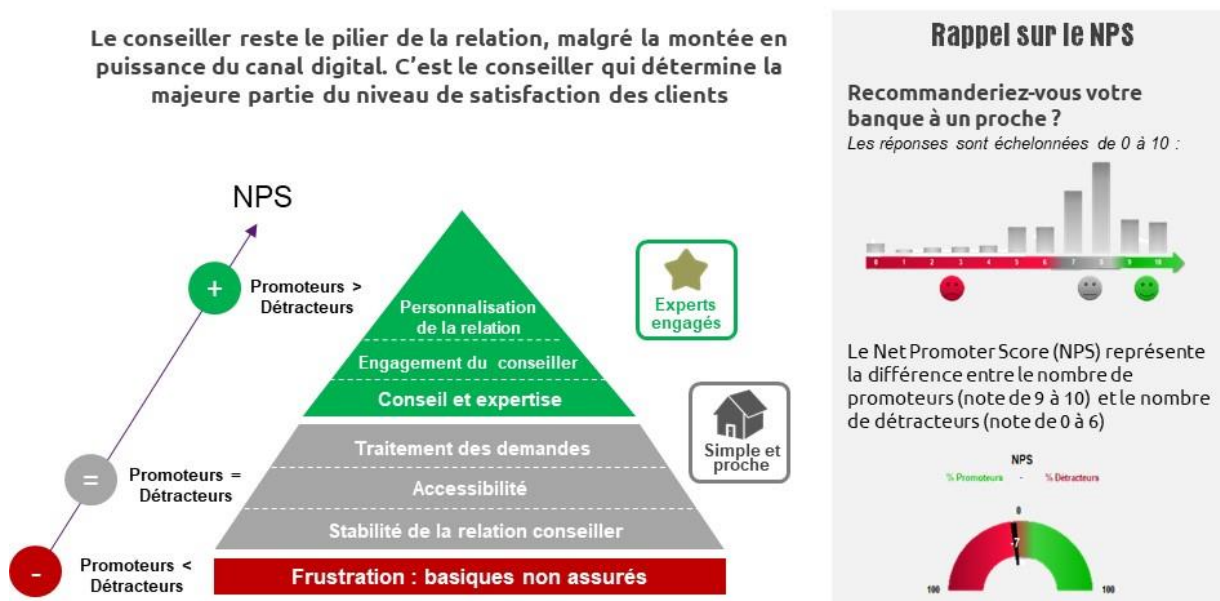 Le conseiller reste le pilier de la relation, malgré la montée en
puissance du canal digital. C'est le conseiller qui détermine la
majeure partie du niveau de satisfaction des clients
NPS
+
Promoteurs >
Détracteurs
=
Promoteurs =
Détracteurs
-
Promoteurs <
Détracteurs
Personnalisation
de la relation
Engagement du conseiller
Conseil et expertise
Traitement des demandes
Accessibilité
Stabilité de la relation conseiller
Frustration : basiques non assurés
Experts
engagés
Simple et
proche
Rappel sur le NPS
Recommanderiez-vous votre
banque à un proche ?
Les réponses sont échelonnées de 0 à 10 :
0 1 2 3 4 5 6 7 8 9 10
Le Net Promoter Score (NPS) représente
la différence entre le nombre de
promoteurs (note de 9 à 10) et le nombre
de détracteurs (note de 0 à 6)
NPS
% Promoteurs - % Détracteurs
0
-7
100 100